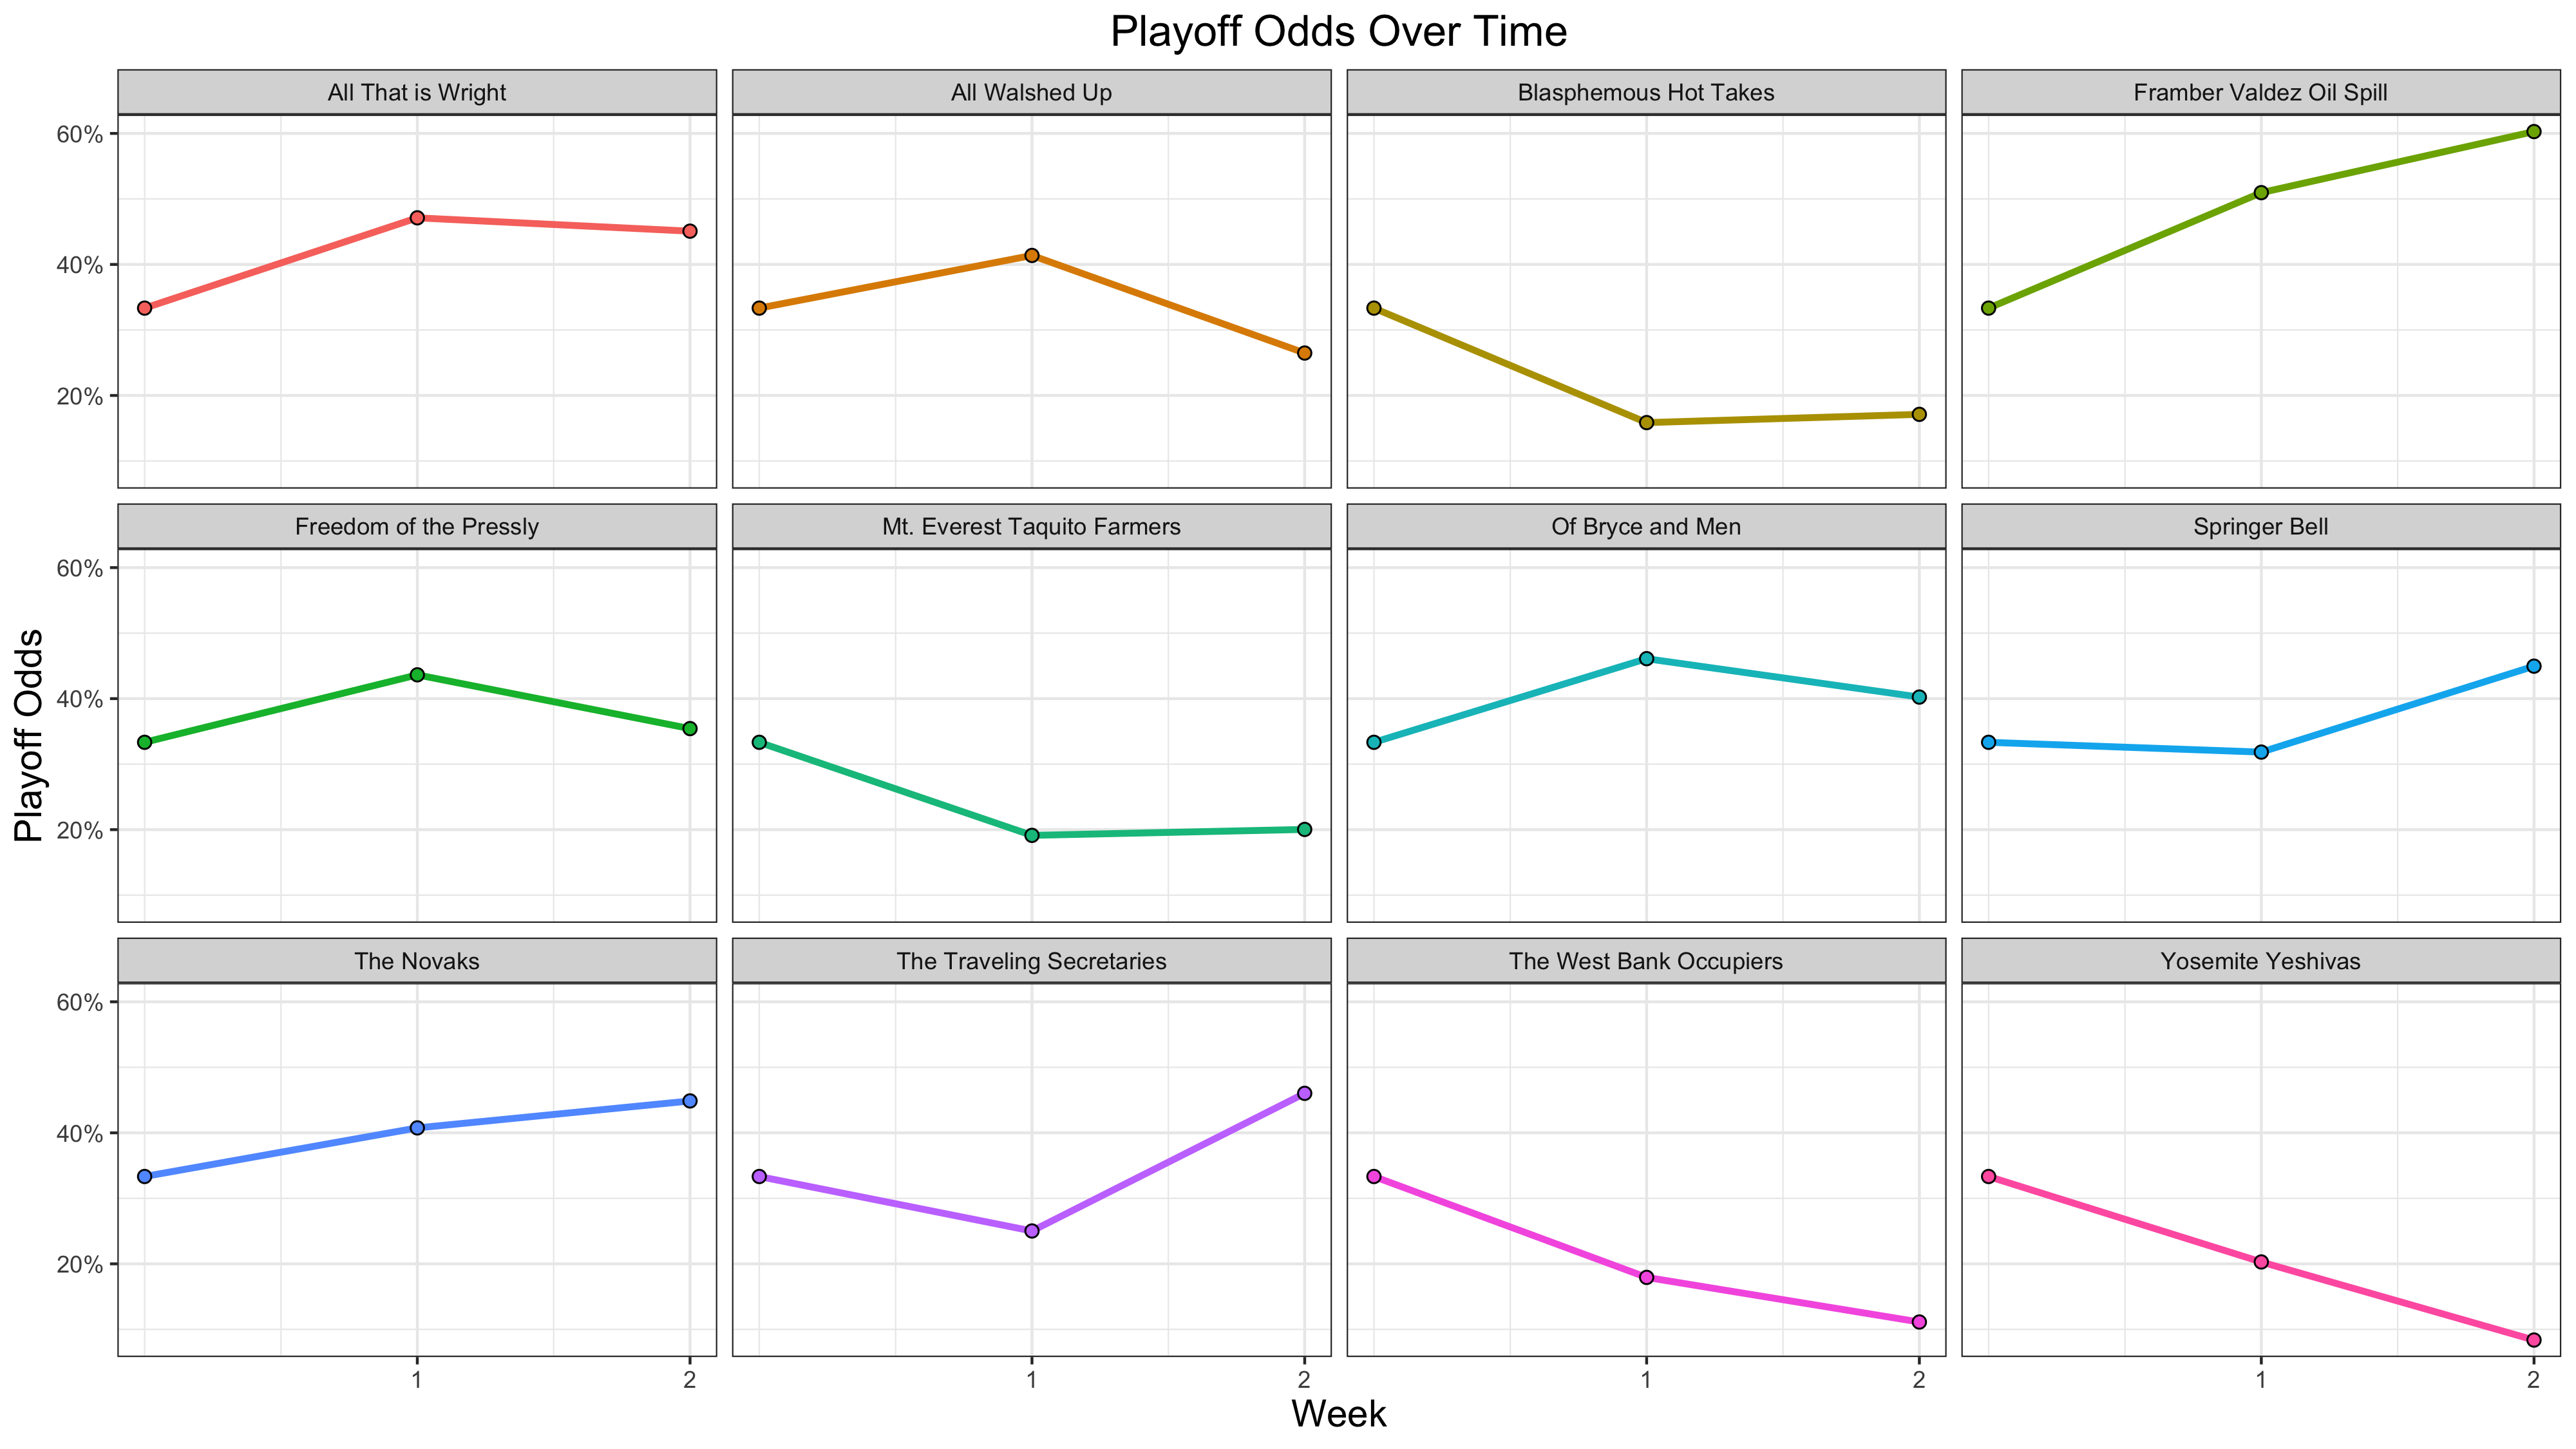 Playoff Odds Over Time
All That is Wright
All Walshed Up
Blasphemous Hot Takes
Framber Valdez Oil Spill
60%
40%
20%
Freedom of the Pressly
Mt. Everest Taquito Farmers
Of Bryce and Men
Springer Bell
60%
40%
20%
Playoff Odds
The Novaks
The Traveling Secretaries
The West Bank Occupiers
Yosemite Yeshivas
60%
40%
20%
1 2 1 2 1 2 1 2
Week